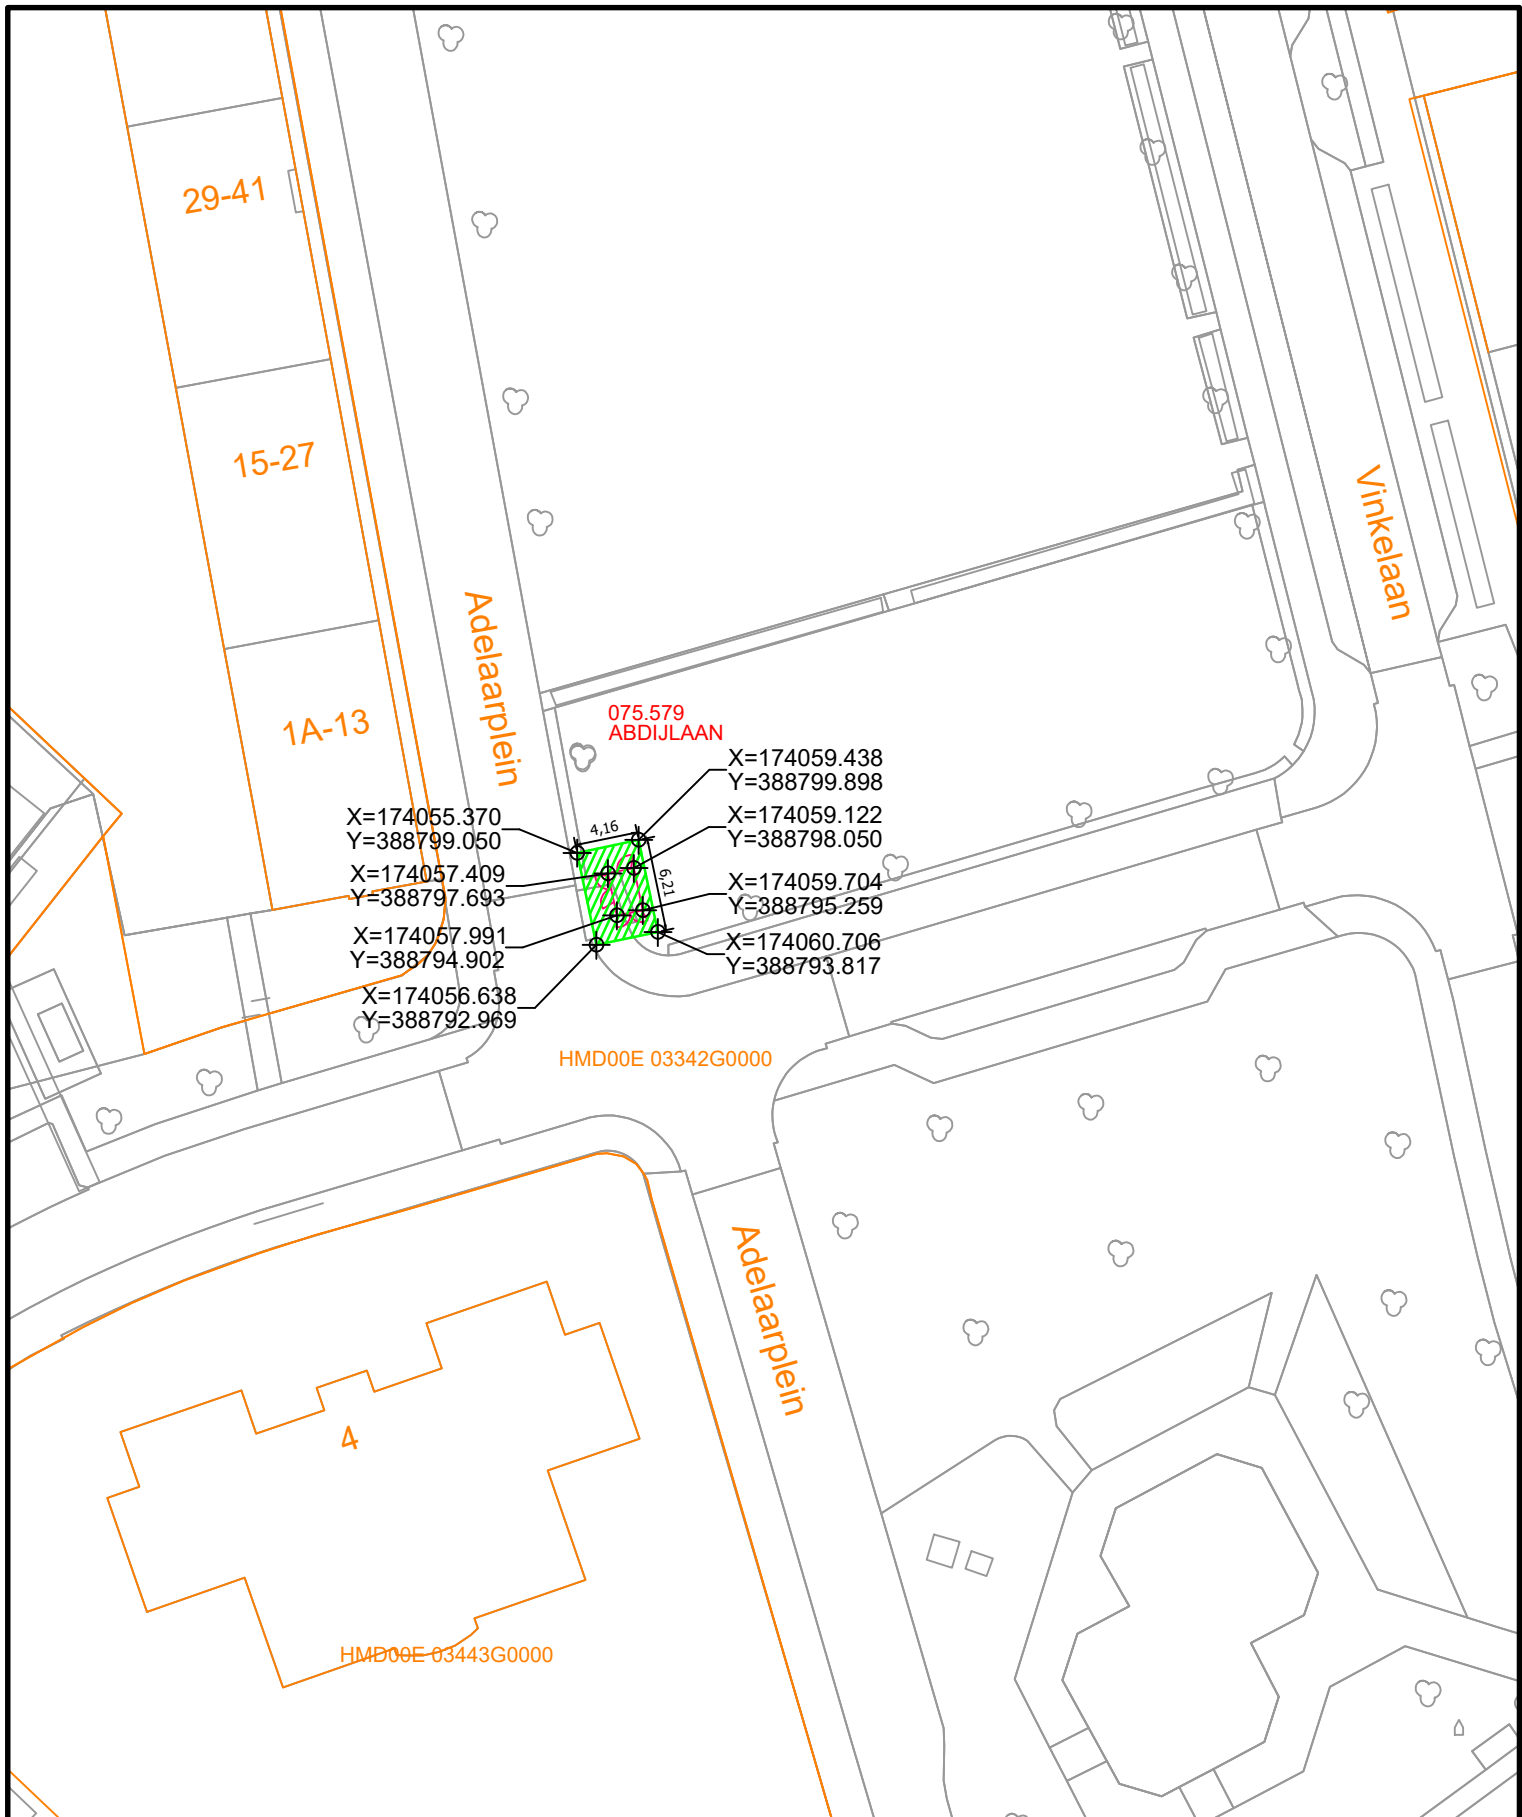 29-41
15-27
1A-13
Adelaarplein
Vinkelaan
075.579
ABDIJLAAN
X=174059.438
Y=388799.898
X=174055.370
Y=388799.050
4,16
6,21
X=174059.122
Y=388798.050
X=174057.409
Y=388797.693
X=174059.704
Y=388795.259
X=174057.991
Y=388794.902
X=174060.706
Y=388793.817
X=174056.638
Y=388792.969
HMD00E 03342G0000
Adelaarplein
4
HMD00E 03443G0000